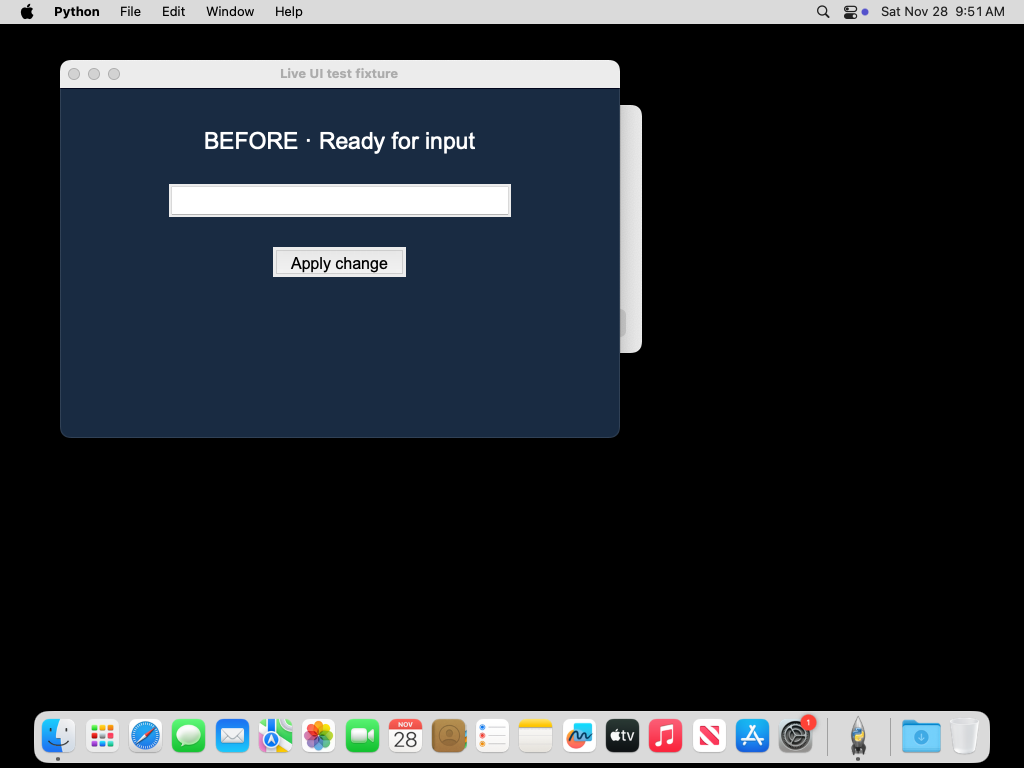 Python File Edit Window Help Sat Nov 28 9:51 AM
Live UI test fixture
BEFORE · Ready for input
Apply change
NOV
28
tv
1